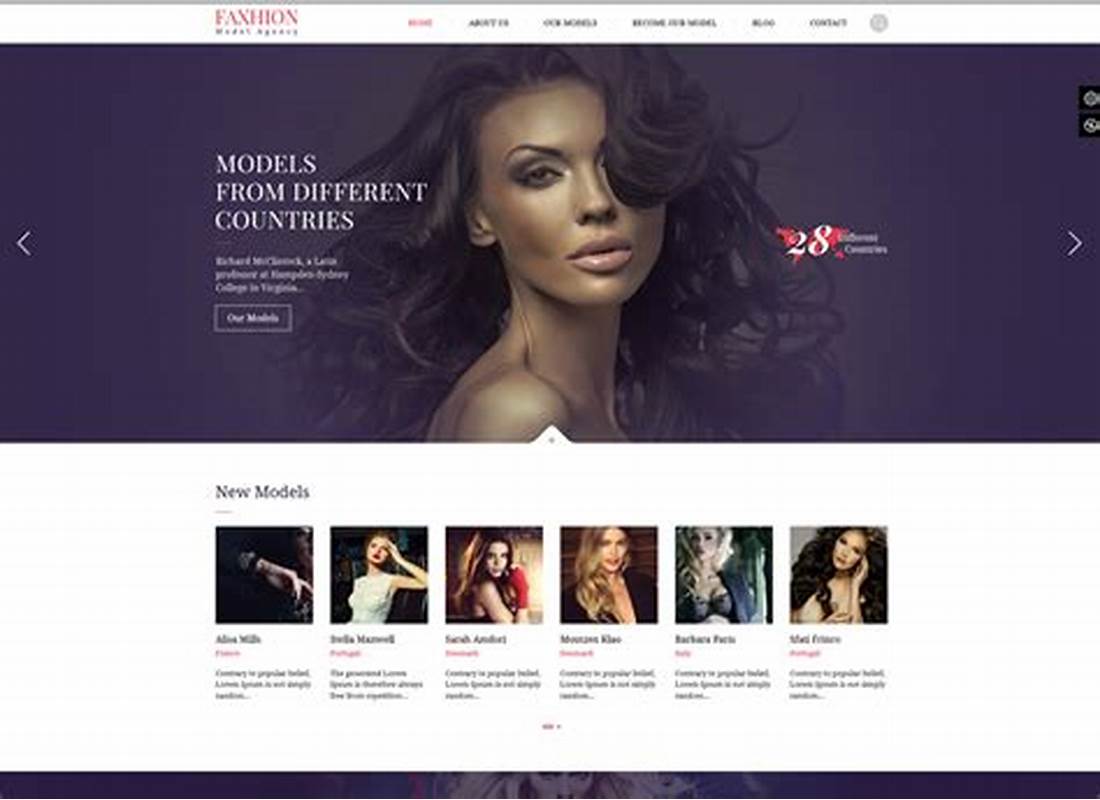 FAXHION
Model Agency
HOME
ABOUT US
OUR MODELS
BECOME OUR MODEL
BLOG
CONTACT
MODELS
FROM DIFFERENT
COUNTRIES
Richard McClintock, a Latin
professor at Hampden-Sydney
College in Virginia...
Our Models
28 Different
Countries
New Models
Alisa Mills
France
Contrary to popular belief,
Lorem Ipsum is not simply
random...
Stella Maxwell
Portugal
The generated Lorem
Ipsum is therefore always
free from repetition...
Sarah
Denmark
Contrary to popular belief,
Lorem Ipsum is not simply
random...
Denmark
Contrary to popular belief,
Lorem Ipsum is not simply
random...
Barbara Paris
Italy
Contrary to popular belief,
Lorem Ipsum is not simply
random...
Portugal
Contrary to popular belief,
Lorem Ipsum is not simply
random...